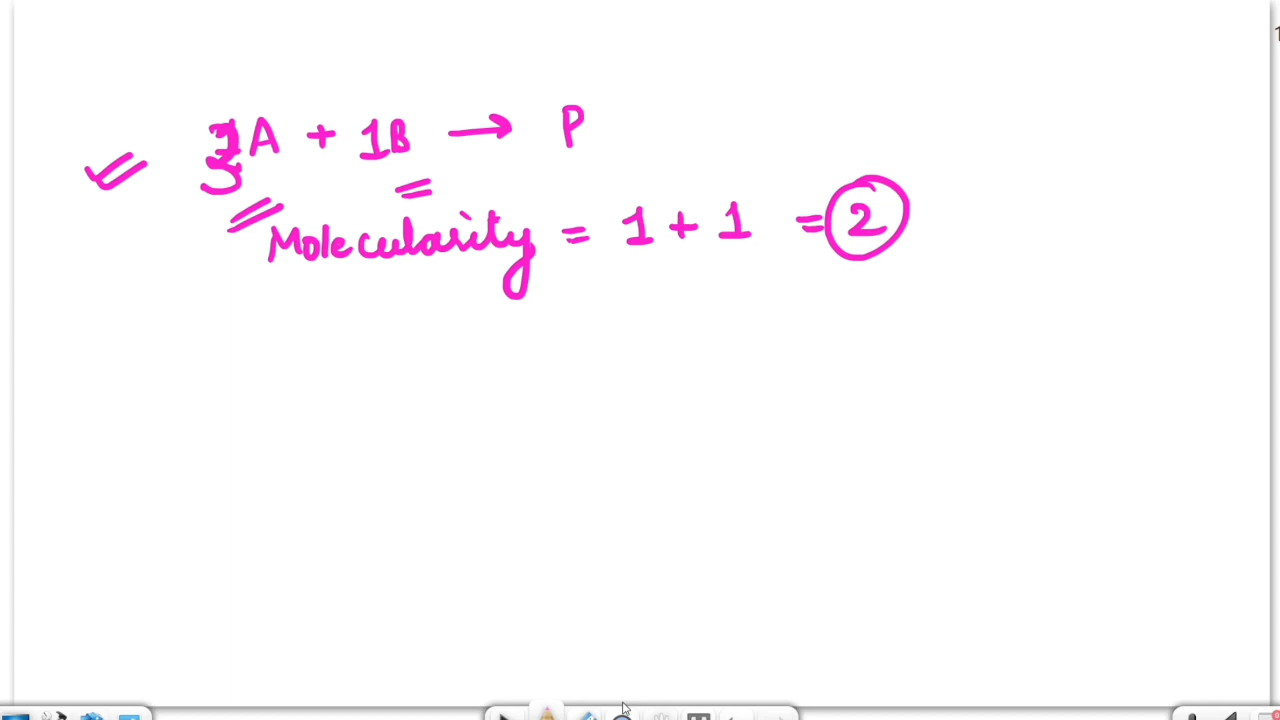 3A + 1B → P
Molecularity = 1 + 1 = 2